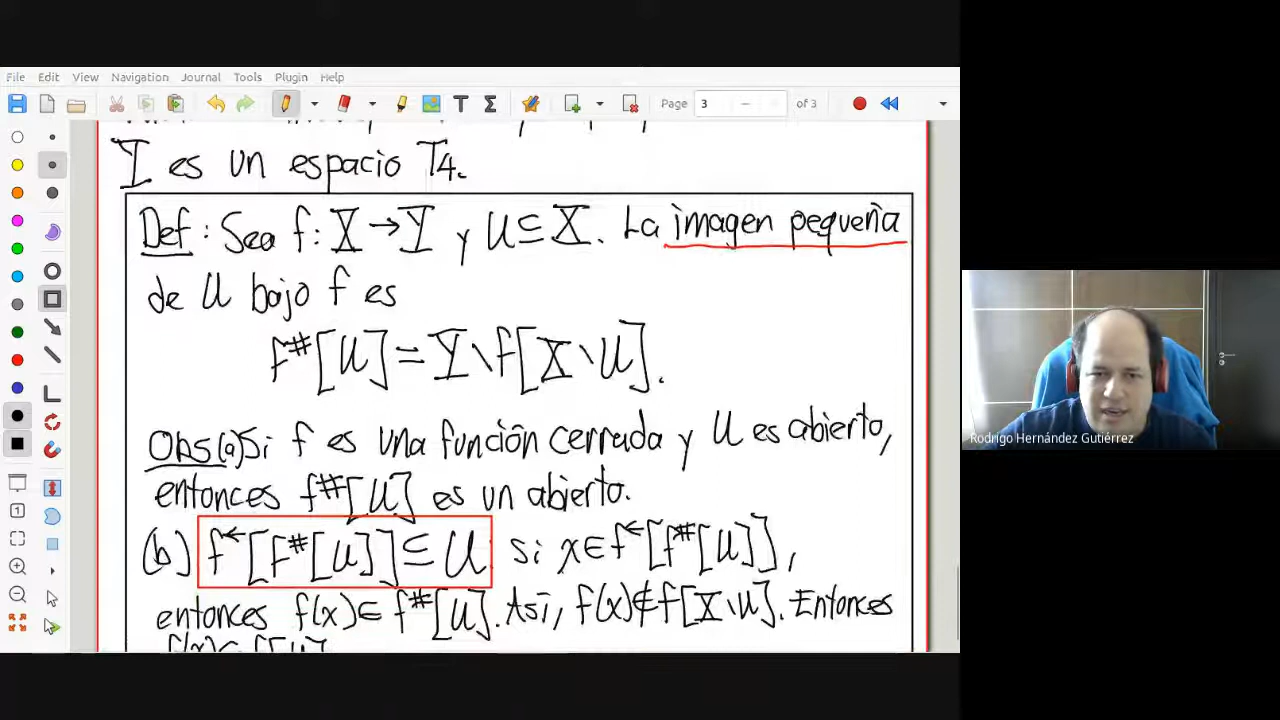 File Edit View Navigation Journal Tools Plugin Help
Page 3 of 3
Y es un espacio T4.
Def: Sea f: X → Y y U ⊆ X. La imagen pequeña
de U bajo f es
f#[U] = Y \ f[X \ U].
Obs (a) Si f es una función cerrada y U es abierto,
entonces f#[U] es un abierto.
(b) f←[f#[U]] ⊆ U si x ∈ f←[f#[U]],
entonces f(x) ∈ f#[U]. Así, f(x) ∉ f[X \ U]. Entonces
Rodrigo Hernández Gutiérrez